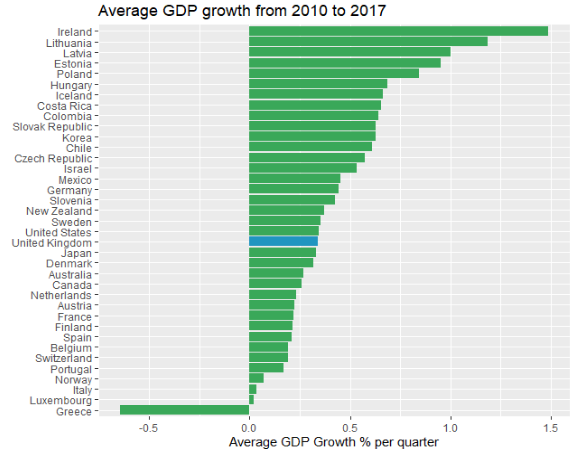 Average GDP growth from 2010 to 2017
Ireland
Lithuania
Latvia
Estonia
Poland
Hungary
Iceland
Costa Rica
Colombia
Slovak Republic
Korea
Chile
Czech Republic
Israel
Mexico
Germany
Slovenia
New Zealand
Sweden
United States
United Kingdom
Japan
Denmark
Australia
Canada
Netherlands
Austria
France
Finland
Spain
Belgium
Switzerland
Portugal
Norway
Italy
Luxembourg
Greece
-0.5 0.0 0.5 1.0 1.5
Average GDP Growth % per quarter